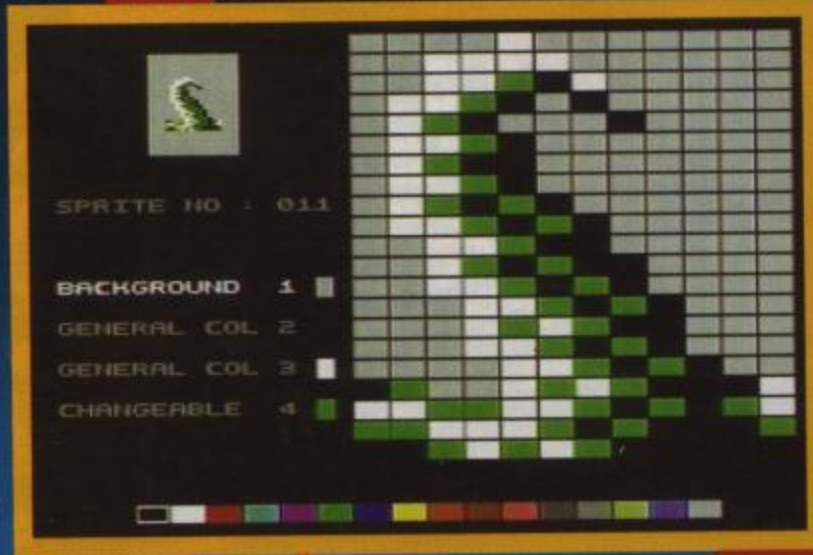 SPRITE NO : 011
BACKGROUND 1
GENERAL COL 2
GENERAL COL 3
CHANGEABLE 4